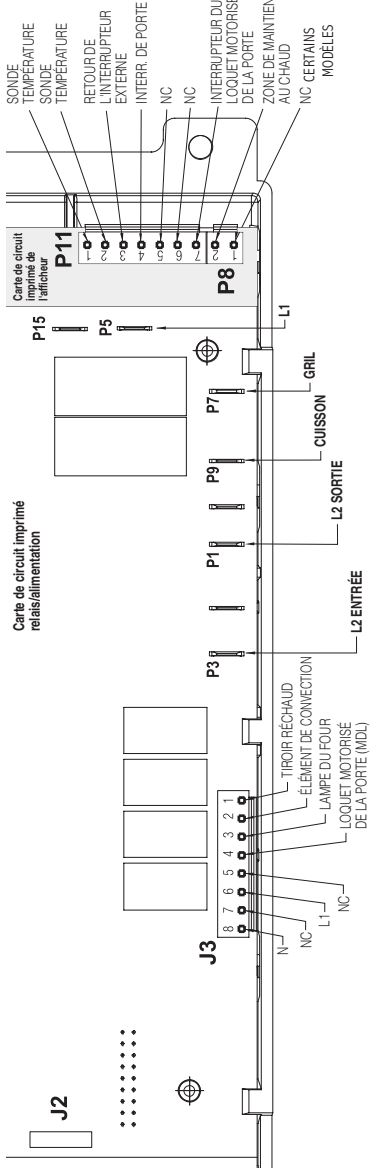 SONDE
TEMPÉRATURE
SONDE
TEMPÉRATURE
RETOUR DE
L'INTERRUPTEUR
EXTERNE
INTERR. DE PORTE
NC
NC
INTERRUPTEUR DU
LOQUET MOTORISÉ
DE LA PORTE
ZONE DE MAINTIEN
AU CHAUD
NC CERTAINS
MODÈLES
Carte de circuit
imprimé de
l'afficheur
P11
1
2
3
4
5
6
7
P8
2
1
P15
P5
L1
Carte de circuit imprimé
relais/alimentation
P7
GRIL
P9
CUISSON
P1
L2 SORTIE
P3
L2 ENTRÉE
J3
8 7 6 5 4 3 2 1
TIROIR RÉCHAUD
ÉLÉMENT DE CONVECTION
LAMPE DU FOUR
LOQUET MOTORISÉ
DE LA PORTE (MDL)
NC
L1
NC
N
J2